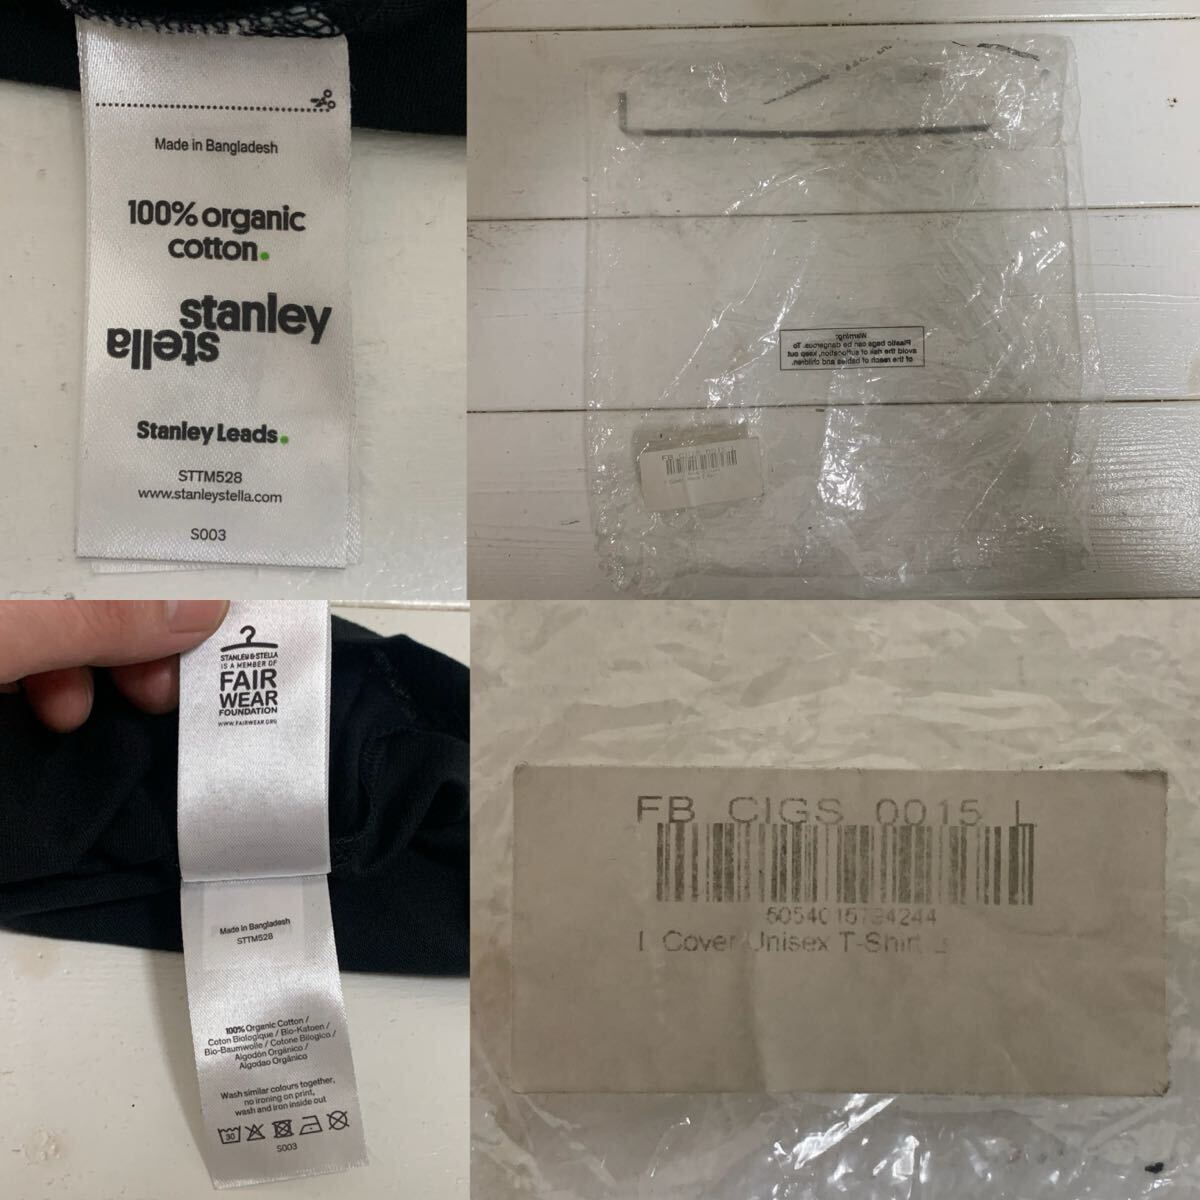 Made in Bangladesh
100% organic
cotton.
stanley
stella
Stanley Leads.
STTM528
www.stanleystella.com
S003
Warning:
Plastic bags can be dangerous. To
avoid the risk of suffocation, keep out
of the reach of babies and children.
FB CIGS 0015 L
STANLEY & STELLA
IS A MEMBER OF
FAIR
WEAR
FOUNDATION
WWW.FAIRWEAR.ORG
Made in Bangladesh
STTM528
100% Organic Cotton /
Coton Biologique / Bio-Katoen /
Bio-Baumwolle / Cotone Bilogico /
Algodón Orgánico /
Algodao Orgânico
Wash similar colours together,
no ironing on print,
wash and iron inside out
30
S003
FB CIGS 0015 L
Cover Unisex T-Shirt